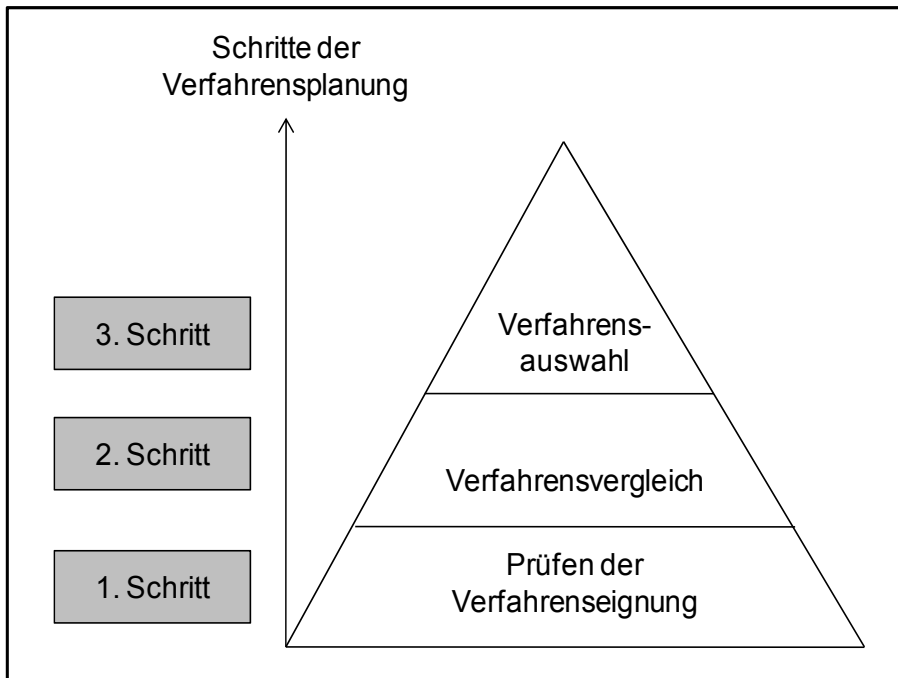 Schritte der
Verfahrensplanung
3. Schritt
Verfahrens-
auswahl
2. Schritt
Verfahrensvergleich
1. Schritt
Prüfen der
Verfahrenseignung